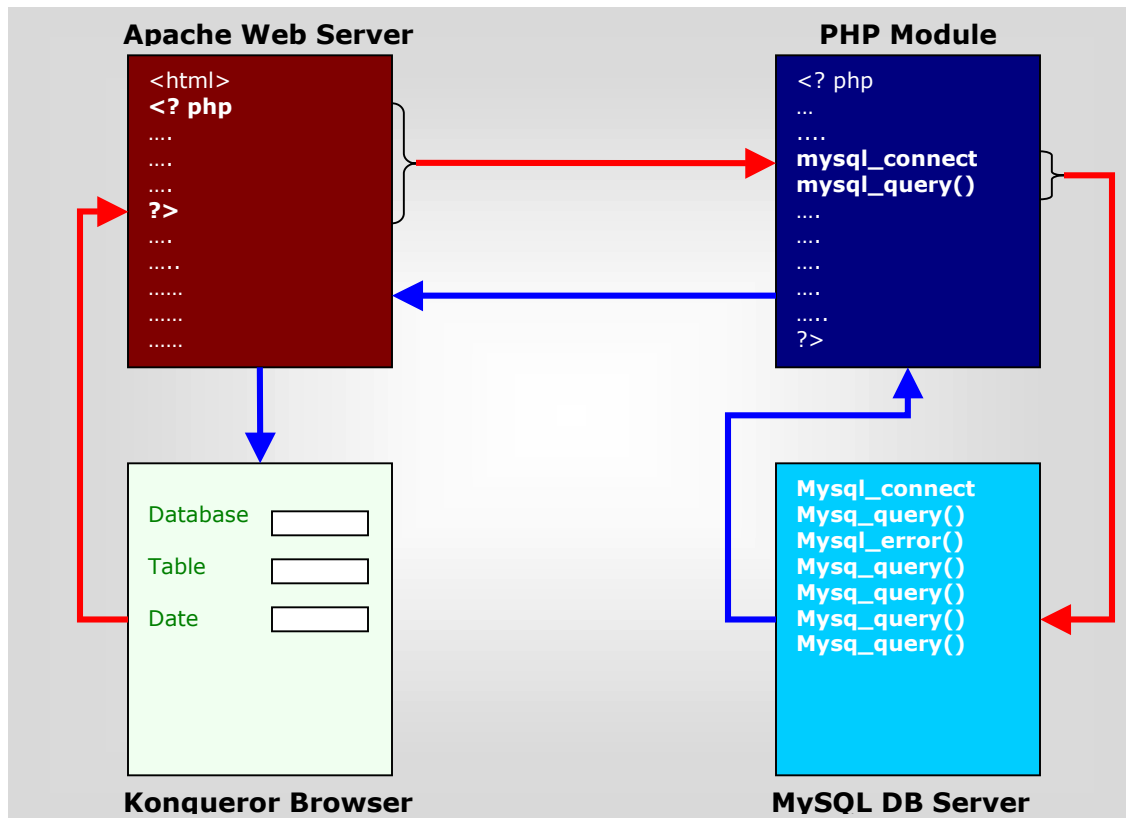 Apache Web Server
<html>
<? php
….
….
….
?>
….
…..
……
……
……
PHP Module
<? php
…
....
mysql_connect
mysql_query()
….
….
….
….
…..
?>
Database
Table
Date
Konqueror Browser
Mysql_connect
Mysq_query()
Mysql_error()
Mysq_query()
Mysq_query()
Mysq_query()
Mysq_query()
MySQL DB Server